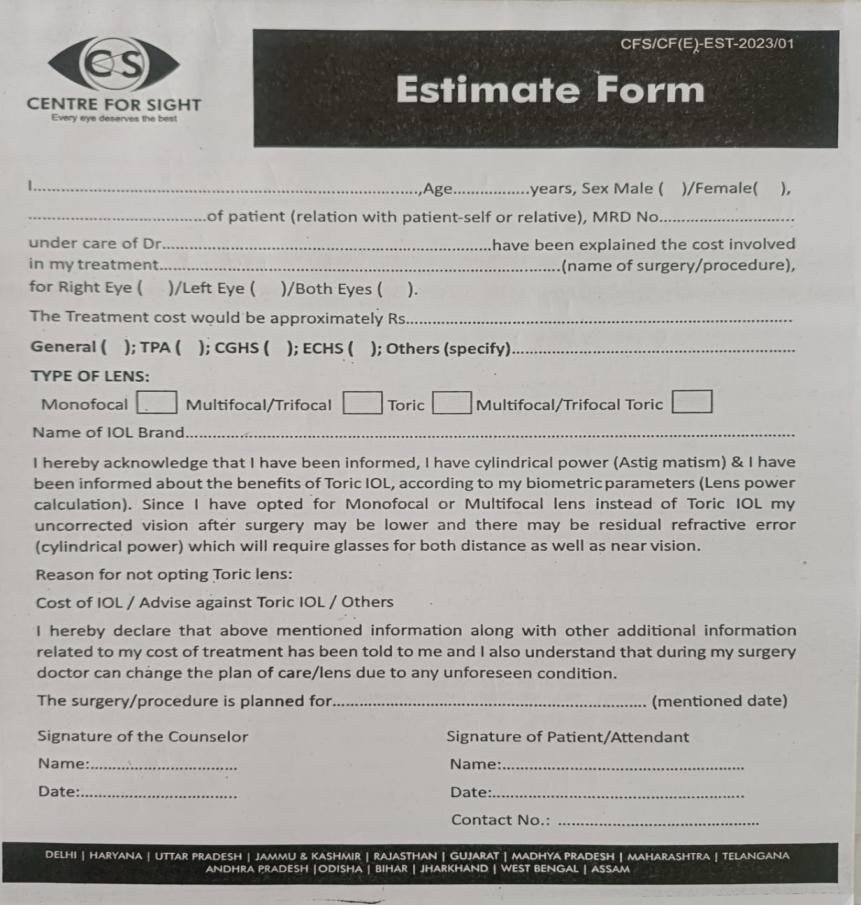 CS
CENTRE FOR SIGHT
Every eye deserves the best
CFS/CF(E)-EST-2023/01
Estimate Form
I..........................................................................,Age.................years, Sex Male (   )/Female(   ),
......................................of patient (relation with patient-self or relative), MRD No.............................
under care of Dr.....................................................................have been explained the cost involved
in my treatment....................................................................................(name of surgery/procedure),
for Right Eye (   )/Left Eye (   )/Both Eyes (   ).
The Treatment cost would be approximately Rs.................................................................................
General (   ); TPA (   ); CGHS (   ); ECHS (   ); Others (specify)............................................................
TYPE OF LENS:
Monofocal Multifocal/Trifocal Toric Multifocal/Trifocal Toric
Name of IOL Brand.................................................................................................................................
I hereby acknowledge that I have been informed, I have cylindrical power (Astig matism) & I have
been informed about the benefits of Toric IOL, according to my biometric parameters (Lens power
calculation). Since I have opted for Monofocal or Multifocal lens instead of Toric IOL my
uncorrected vision after surgery may be lower and there may be residual refractive error
(cylindrical power) which will require glasses for both distance as well as near vision.
Reason for not opting Toric lens:
Cost of IOL / Advise against Toric IOL / Others
I hereby declare that above mentioned information along with other additional information
related to my cost of treatment has been told to me and I also understand that during my surgery
doctor can change the plan of care/lens due to any unforeseen condition.
The surgery/procedure is planned for.................................................................. (mentioned date)
Signature of the Counselor
Name:...............................
Date:.................................
Signature of Patient/Attendant
Name:....................................................
Date:......................................................
Contact No.: ...........................................
DELHI | HARYANA | UTTAR PRADESH | JAMMU & KASHMIR | RAJASTHAN | GUJARAT | MADHYA PRADESH | MAHARASHTRA | TELANGANA
ANDHRA PRADESH |ODISHA | BIHAR | JHARKHAND | WEST BENGAL | ASSAM